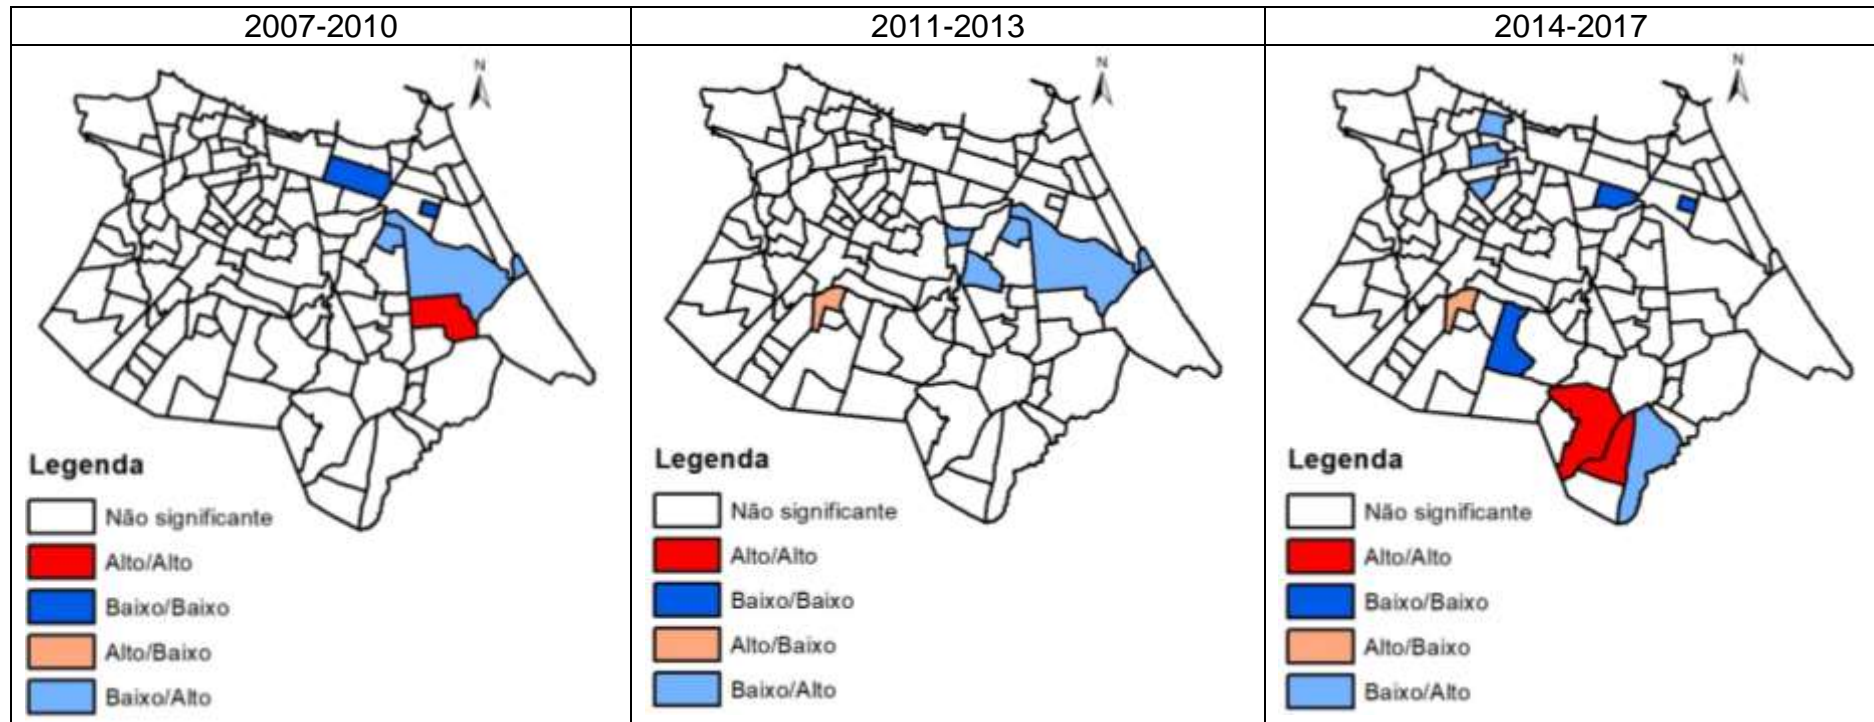 2007-2010
2011-2013
2014-2017
N
Legenda
Não significante
Alto/Alto
Baixo/Baixo
Alto/Baixo
Baixo/Alto
N
Legenda
Não significante
Alto/Alto
Baixo/Baixo
Alto/Baixo
Baixo/Alto
N
Legenda
Não significante
Alto/Alto
Baixo/Baixo
Alto/Baixo
Baixo/Alto